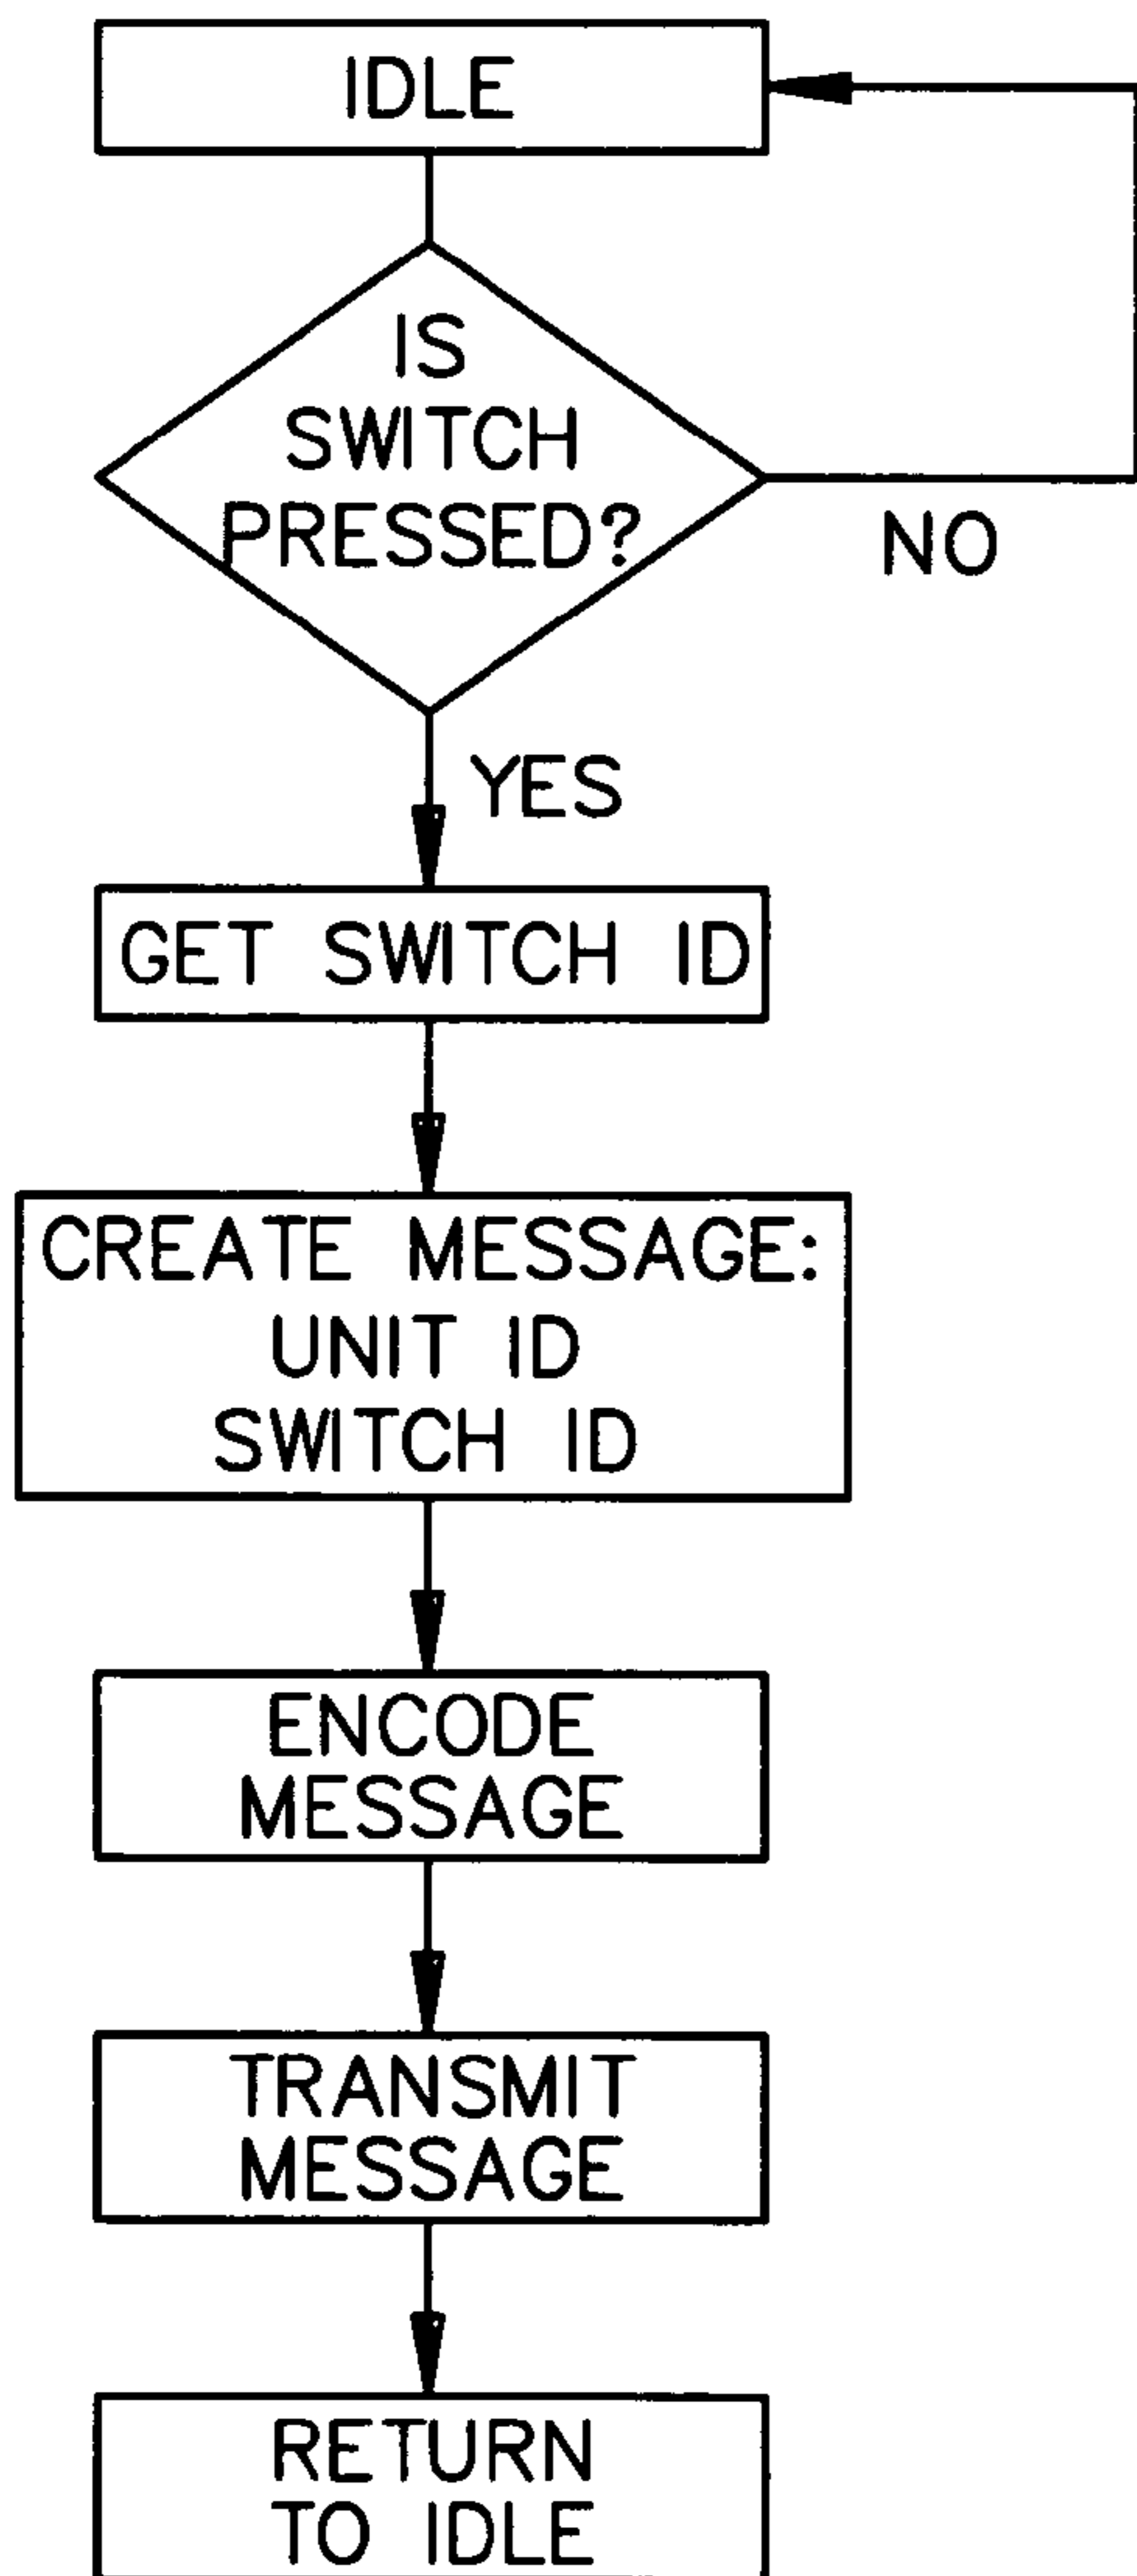 IDLE
IS
SWITCH
PRESSED?
NO
YES
GET SWITCH ID
CREATE MESSAGE:
UNIT ID
SWITCH ID
ENCODE
MESSAGE
TRANSMIT
MESSAGE
RETURN
TO IDLE